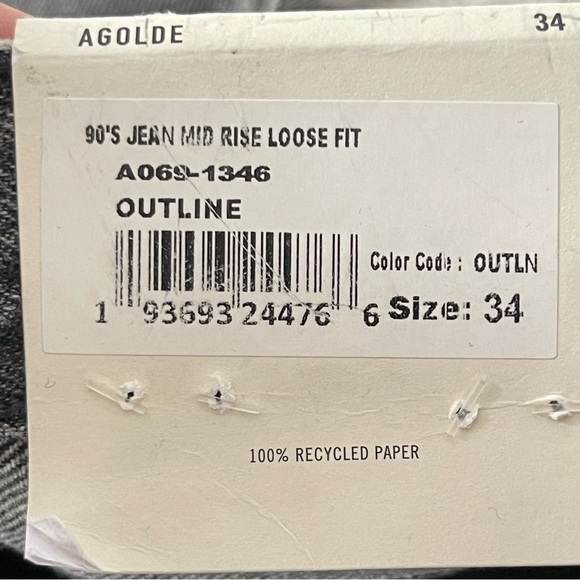 AGOLDE 34
90'S JEAN MID RISE LOOSE FIT
A069-1346
OUTLINE
Color Code : OUTLN
1 93693 24476 6 Size: 34
100% RECYCLED PAPER